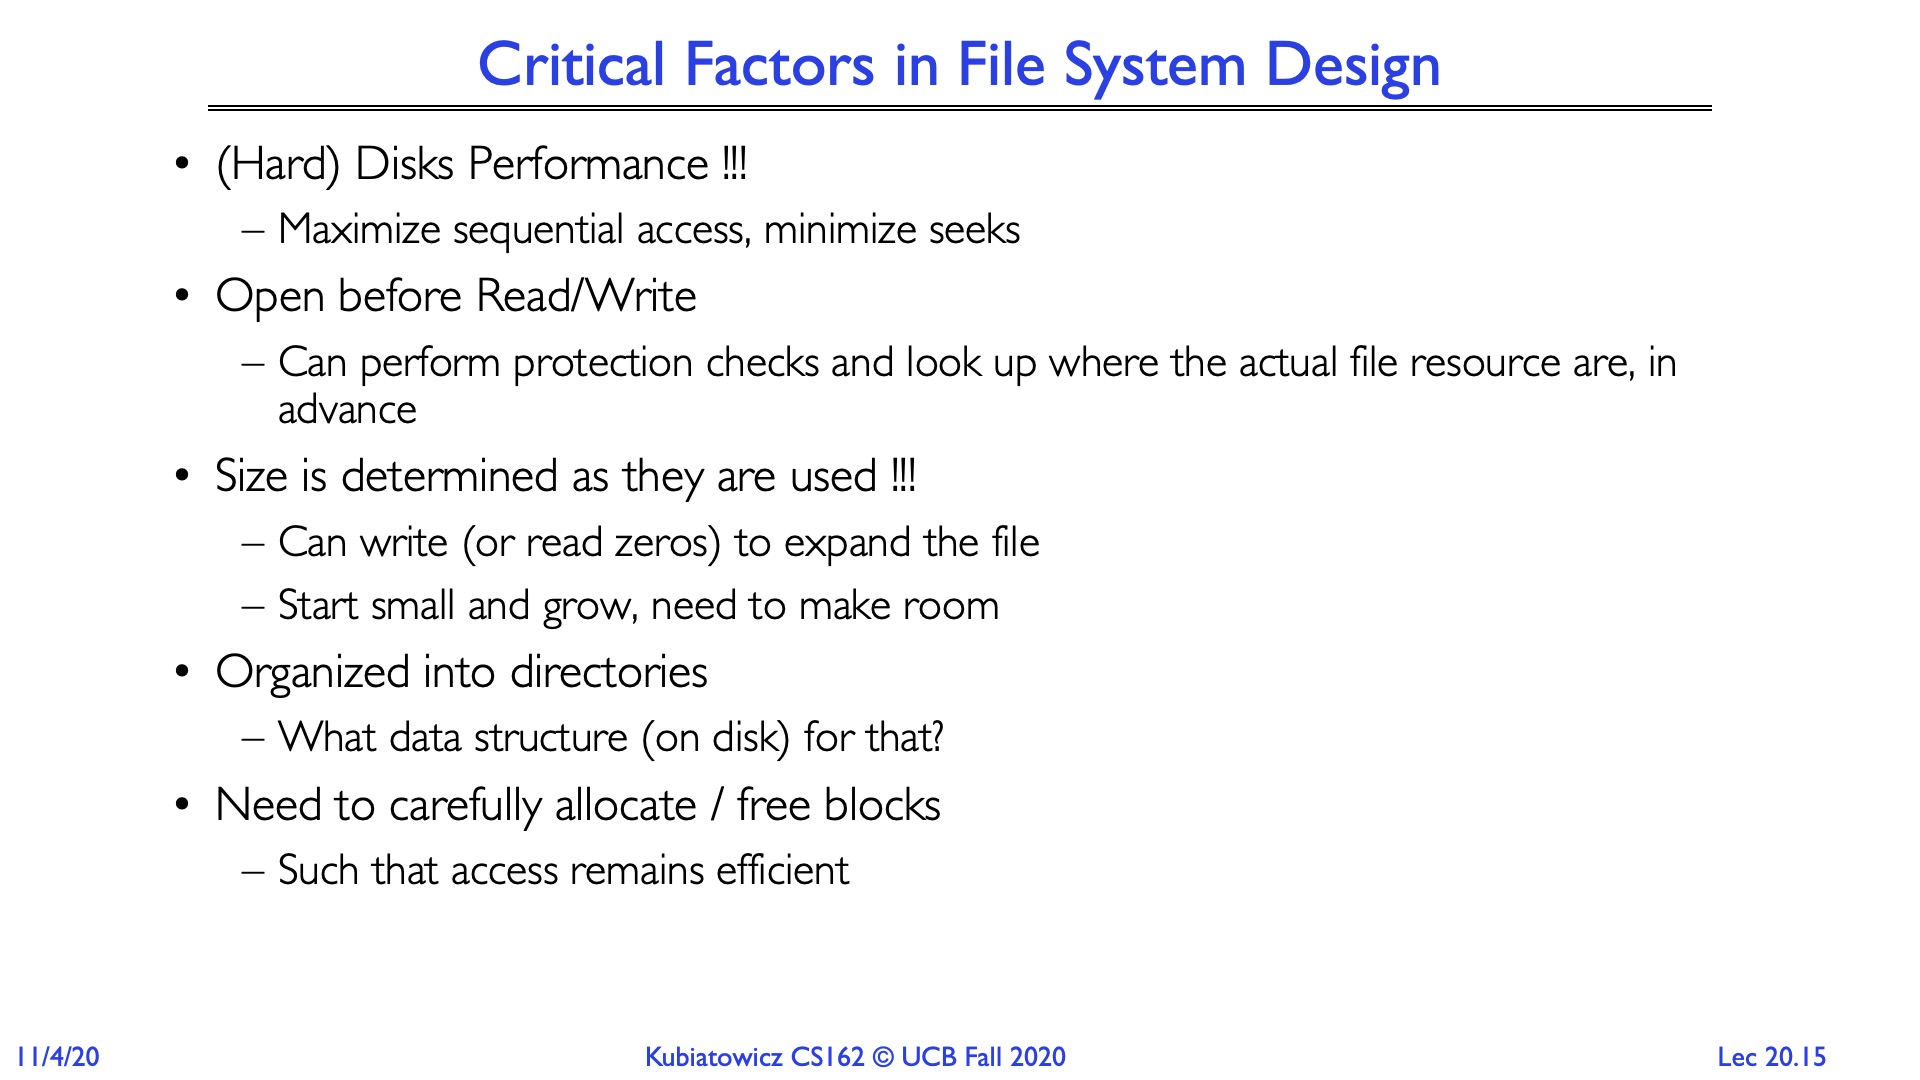 Critical Factors in File System Design
• (Hard) Disks Performance !!!
– Maximize sequential access, minimize seeks
• Open before Read/Write
– Can perform protection checks and look up where the actual file resource are, in
advance
• Size is determined as they are used !!!
– Can write (or read zeros) to expand the file
– Start small and grow, need to make room
• Organized into directories
– What data structure (on disk) for that?
• Need to carefully allocate / free blocks
– Such that access remains efficient
11/4/20
Kubiatowicz CS162 © UCB Fall 2020
Lec 20.15